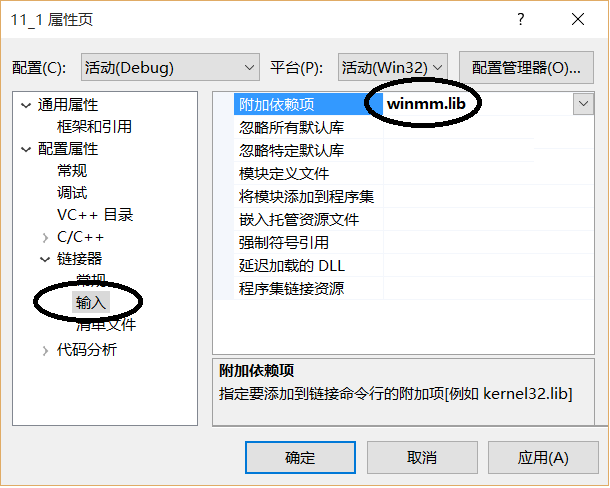 11_1 属性页
配置(C): 活动(Debug) 平台(P): 活动(Win32) 配置管理器(O)...
通用属性
框架和引用
配置属性
常规
调试
VC++ 目录
C/C++
链接器
常规
输入
清单文件
代码分析
附加依赖项 winmm.lib
忽略所有默认库
忽略特定默认库
模块定义文件
将模块添加到程序集
嵌入托管资源文件
强制符号引用
延迟加载的 DLL
程序集链接资源
附加依赖项
指定要添加到链接命令行的附加项[例如 kernel32.lib]
确定 取消 应用(A)